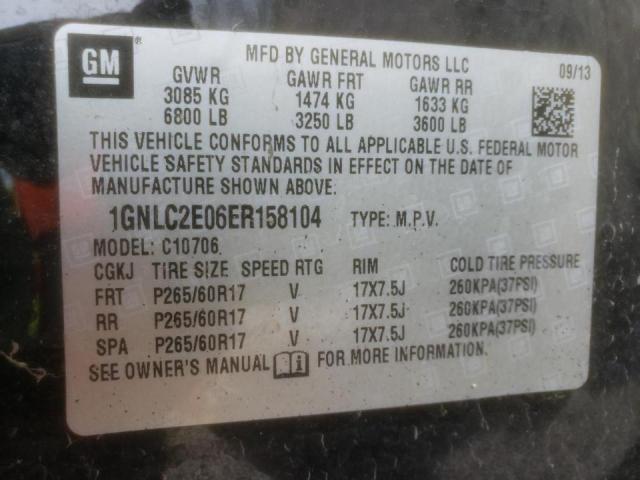 GM
MFD BY GENERAL MOTORS LLC
GVWR GAWR FRT GAWR RR 09/13
3085 KG 1474 KG 1633 KG
6800 LB 3250 LB 3600 LB
THIS VEHICLE CONFORMS TO ALL APPLICABLE U.S. FEDERAL MOTOR
VEHICLE SAFETY STANDARDS IN EFFECT ON THE DATE OF
MANUFACTURE SHOWN ABOVE.
1GNLC2E06ER158104 TYPE: M.P.V.
MODEL: C10706
CGKJ TIRE SIZE SPEED RTG RIM COLD TIRE PRESSURE
FRT P265/60R17 V 17X7.5J 260KPA(37PSI)
RR P265/60R17 V 17X7.5J 260KPA(37PSI)
SPA P265/60R17 V 17X7.5J 260KPA(37PSI)
SEE OWNER'S MANUAL FOR MORE INFORMATION.